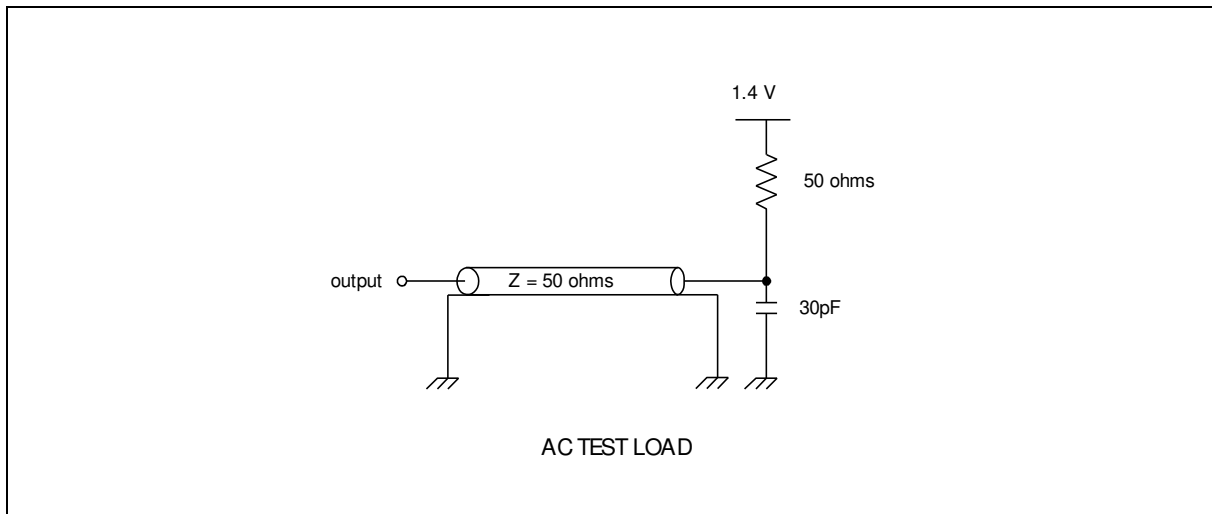 1.4 V
50 ohms
output
Z = 50 ohms
30pF
AC TEST LOAD